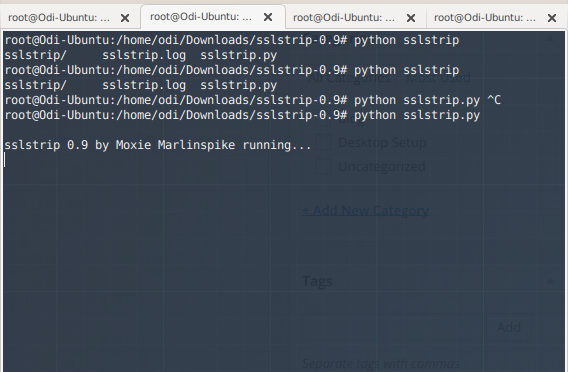 root@Odi-Ubuntu: ... × root@Odi-Ubuntu: ... × root@Odi-Ubuntu: ... × root@Odi-Ubuntu: ... ×
root@Odi-Ubuntu:/home/odi/Downloads/sslstrip-0.9# python sslstrip
sslstrip/ sslstrip.log sslstrip.py
root@Odi-Ubuntu:/home/odi/Downloads/sslstrip-0.9# python sslstrip
sslstrip/ sslstrip.log sslstrip.py
root@Odi-Ubuntu:/home/odi/Downloads/sslstrip-0.9# python sslstrip.py ^C
root@Odi-Ubuntu:/home/odi/Downloads/sslstrip-0.9# python sslstrip.py
Desktop Setup
sslstrip 0.9 by Moxie Marlinspike running...
Uncategorized
+ Add New Category
Tags
Add
Separate tags with commas